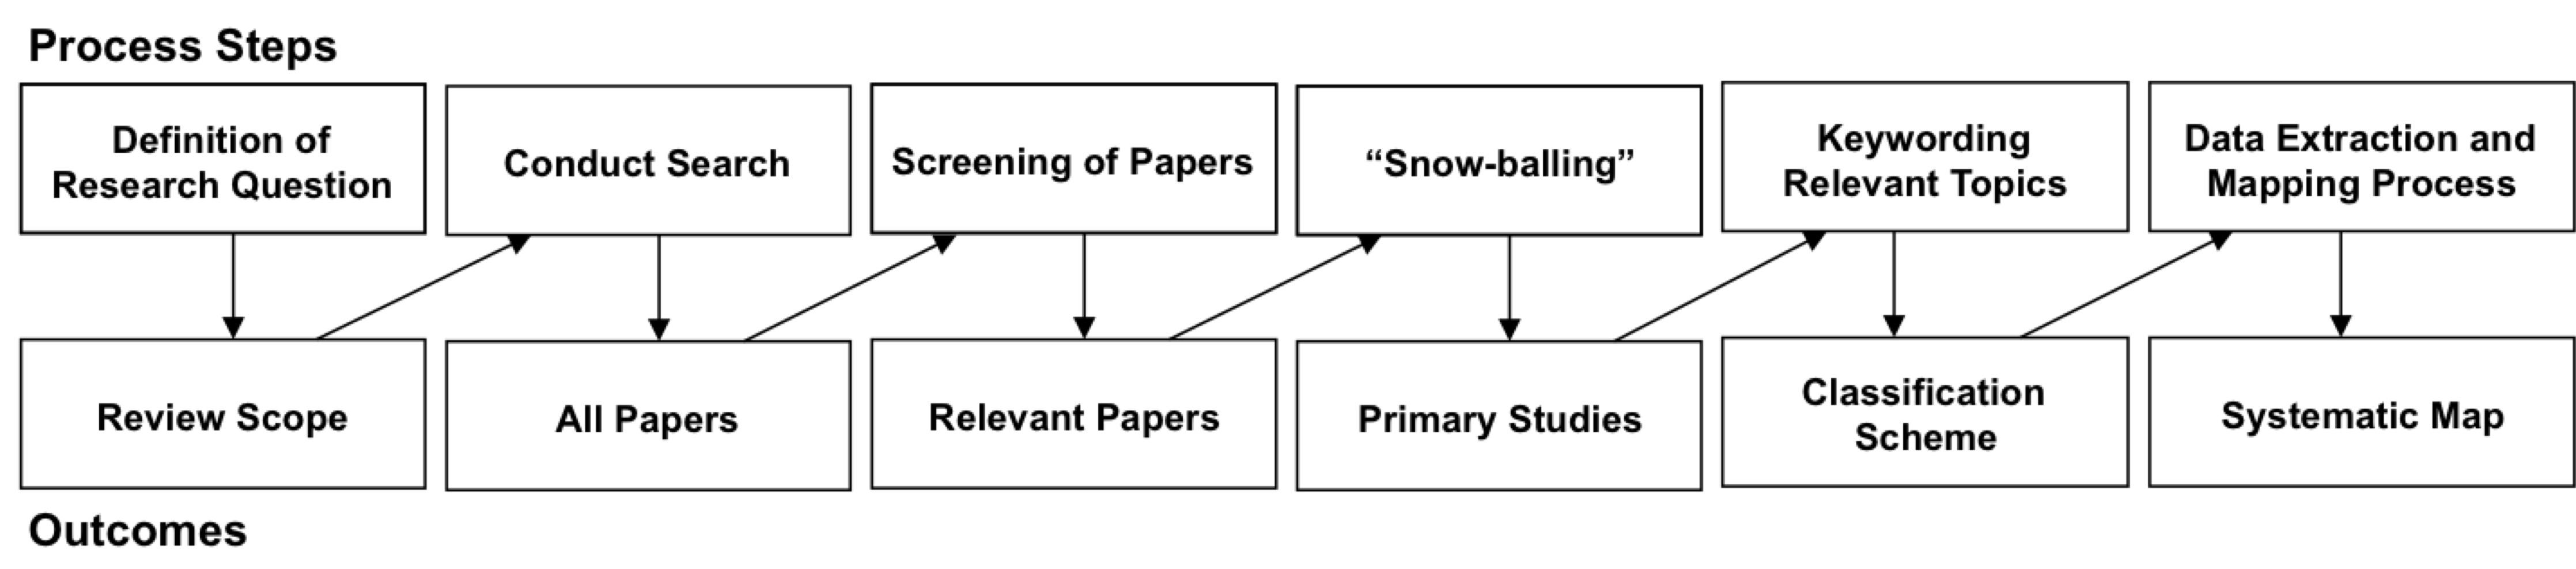 Process Steps
Definition of
Research Question
Conduct Search
Screening of Papers
“Snow-balling”
Keywording
Relevant Topics
Data Extraction and
Mapping Process
Review Scope
All Papers
Relevant Papers
Primary Studies
Classification
Scheme
Systematic Map
Outcomes